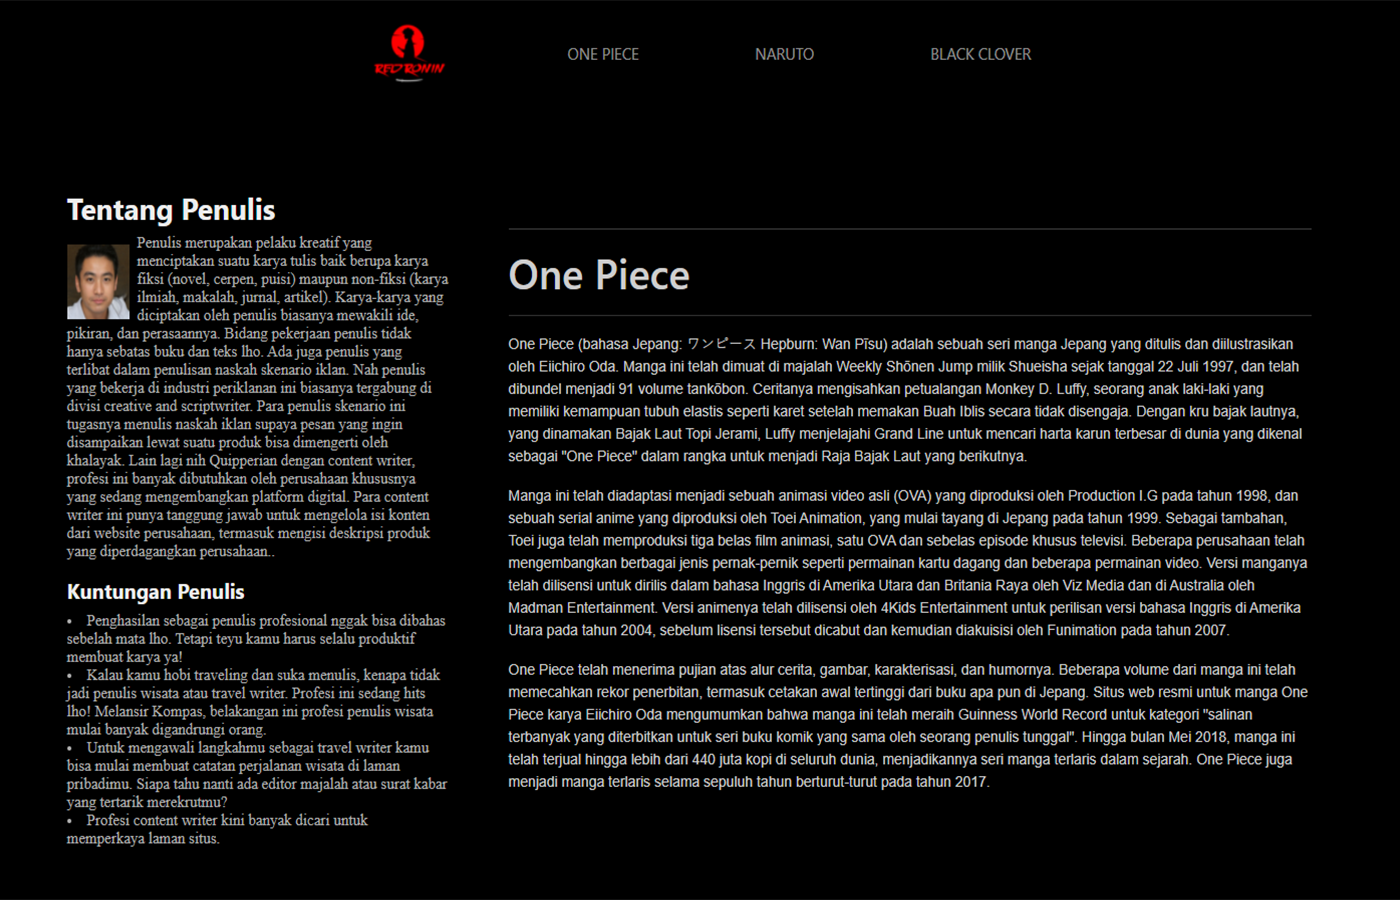 RED RONIN
ONE PIECE
NARUTO
BLACK CLOVER
Tentang Penulis
Penulis merupakan pelaku kreatif yang
menciptakan suatu karya tulis baik berupa karya
fiksi (novel, cerpen, puisi) maupun non-fiksi (karya
ilmiah, makalah, jurnal, artikel). Karya-karya yang
diciptakan oleh penulis biasanya mewakili ide,
pikiran, dan perasaannya. Bidang pekerjaan penulis tidak
hanya sebatas buku dan teks lho. Ada juga penulis yang
terlibat dalam penulisan naskah skenario iklan. Nah penulis
yang bekerja di industri periklanan ini biasanya tergabung di
divisi creative and scriptwriter. Para penulis skenario ini
tugasnya menulis naskah iklan supaya pesan yang ingin
disampaikan lewat suatu produk bisa dimengerti oleh
khalayak. Lain lagi nih Quipperian dengan content writer,
profesi ini banyak dibutuhkan oleh perusahaan khususnya
yang sedang mengembangkan platform digital. Para content
writer ini punya tanggung jawab untuk mengelola isi konten
dari website perusahaan, termasuk mengisi deskripsi produk
yang diperdagangkan perusahaan..
Kuntungan Penulis
• Penghasilan sebagai penulis profesional nggak bisa dibahas
sebelah mata lho. Tetapi teyu kamu harus selalu produktif
membuat karya ya!
• Kalau kamu hobi traveling dan suka menulis, kenapa tidak
jadi penulis wisata atau travel writer. Profesi ini sedang hits
lho! Melansir Kompas, belakangan ini profesi penulis wisata
mulai banyak digandrungi orang.
• Untuk mengawali langkahmu sebagai travel writer kamu
bisa mulai membuat catatan perjalanan wisata di laman
pribadimu. Siapa tahu nanti ada editor majalah atau surat kabar
yang tertarik merekrutmu?
• Profesi content writer kini banyak dicari untuk
memperkaya laman situs.
One Piece
One Piece (bahasa Jepang: ワンピース Hepburn: Wan Pīsu) adalah sebuah seri manga Jepang yang ditulis dan diilustrasikan
oleh Eiichiro Oda. Manga ini telah dimuat di majalah Weekly Shōnen Jump milik Shueisha sejak tanggal 22 Juli 1997, dan telah
dibundel menjadi 91 volume tankōbon. Ceritanya mengisahkan petualangan Monkey D. Luffy, seorang anak laki-laki yang
memiliki kemampuan tubuh elastis seperti karet setelah memakan Buah Iblis secara tidak disengaja. Dengan kru bajak lautnya,
yang dinamakan Bajak Laut Topi Jerami, Luffy menjelajahi Grand Line untuk mencari harta karun terbesar di dunia yang dikenal
sebagai "One Piece" dalam rangka untuk menjadi Raja Bajak Laut yang berikutnya.
Manga ini telah diadaptasi menjadi sebuah animasi video asli (OVA) yang diproduksi oleh Production I.G pada tahun 1998, dan
sebuah serial anime yang diproduksi oleh Toei Animation, yang mulai tayang di Jepang pada tahun 1999. Sebagai tambahan,
Toei juga telah memproduksi tiga belas film animasi, satu OVA dan sebelas episode khusus televisi. Beberapa perusahaan telah
mengembangkan berbagai jenis pernak-pernik seperti permainan kartu dagang dan beberapa permainan video. Versi manganya
telah dilisensi untuk dirilis dalam bahasa Inggris di Amerika Utara dan Britania Raya oleh Viz Media dan di Australia oleh
Madman Entertainment. Versi animenya telah dilisensi oleh 4Kids Entertainment untuk perilisan versi bahasa Inggris di Amerika
Utara pada tahun 2004, sebelum lisensi tersebut dicabut dan kemudian diakuisisi oleh Funimation pada tahun 2007.
One Piece telah menerima pujian atas alur cerita, gambar, karakterisasi, dan humornya. Beberapa volume dari manga ini telah
memecahkan rekor penerbitan, termasuk cetakan awal tertinggi dari buku apa pun di Jepang. Situs web resmi untuk manga One
Piece karya Eiichiro Oda mengumumkan bahwa manga ini telah meraih Guinness World Record untuk kategori "salinan
terbanyak yang diterbitkan untuk seri buku komik yang sama oleh seorang penulis tunggal". Hingga bulan Mei 2018, manga ini
telah terjual hingga lebih dari 440 juta kopi di seluruh dunia, menjadikannya seri manga terlaris dalam sejarah. One Piece juga
menjadi manga terlaris selama sepuluh tahun berturut-turut pada tahun 2017.